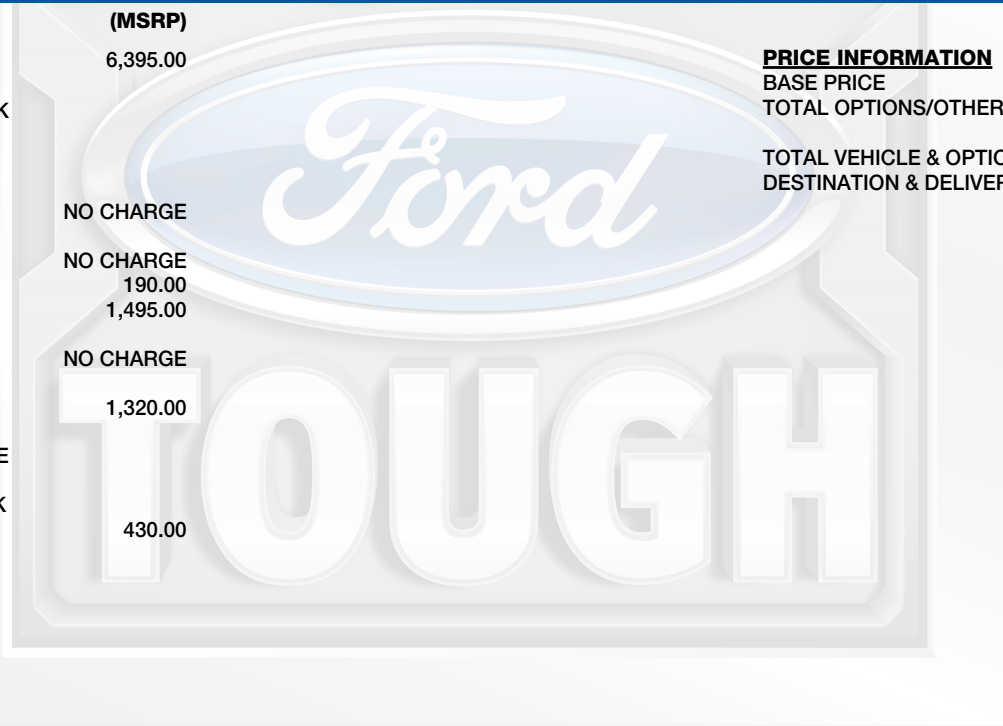 (MSRP)
6,395.00
K
NO CHARGE
NO CHARGE
190.00
1,495.00
NO CHARGE
1,320.00
E
K
430.00
PRICE INFORMATION
BASE PRICE
TOTAL OPTIONS/OTHER
TOTAL VEHICLE & OPTIO
DESTINATION & DELIVER
Ford
TOUGH